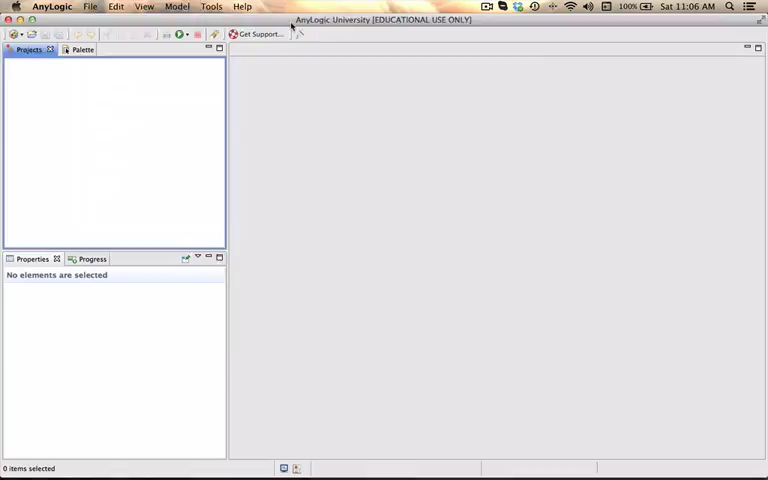 AnyLogic File Edit View Model Tools Help 100% Sat 11:06 AM
AnyLogic University [EDUCATIONAL USE ONLY]
Get Support...
Projects Palette
Properties Progress
No elements are selected
0 items selected